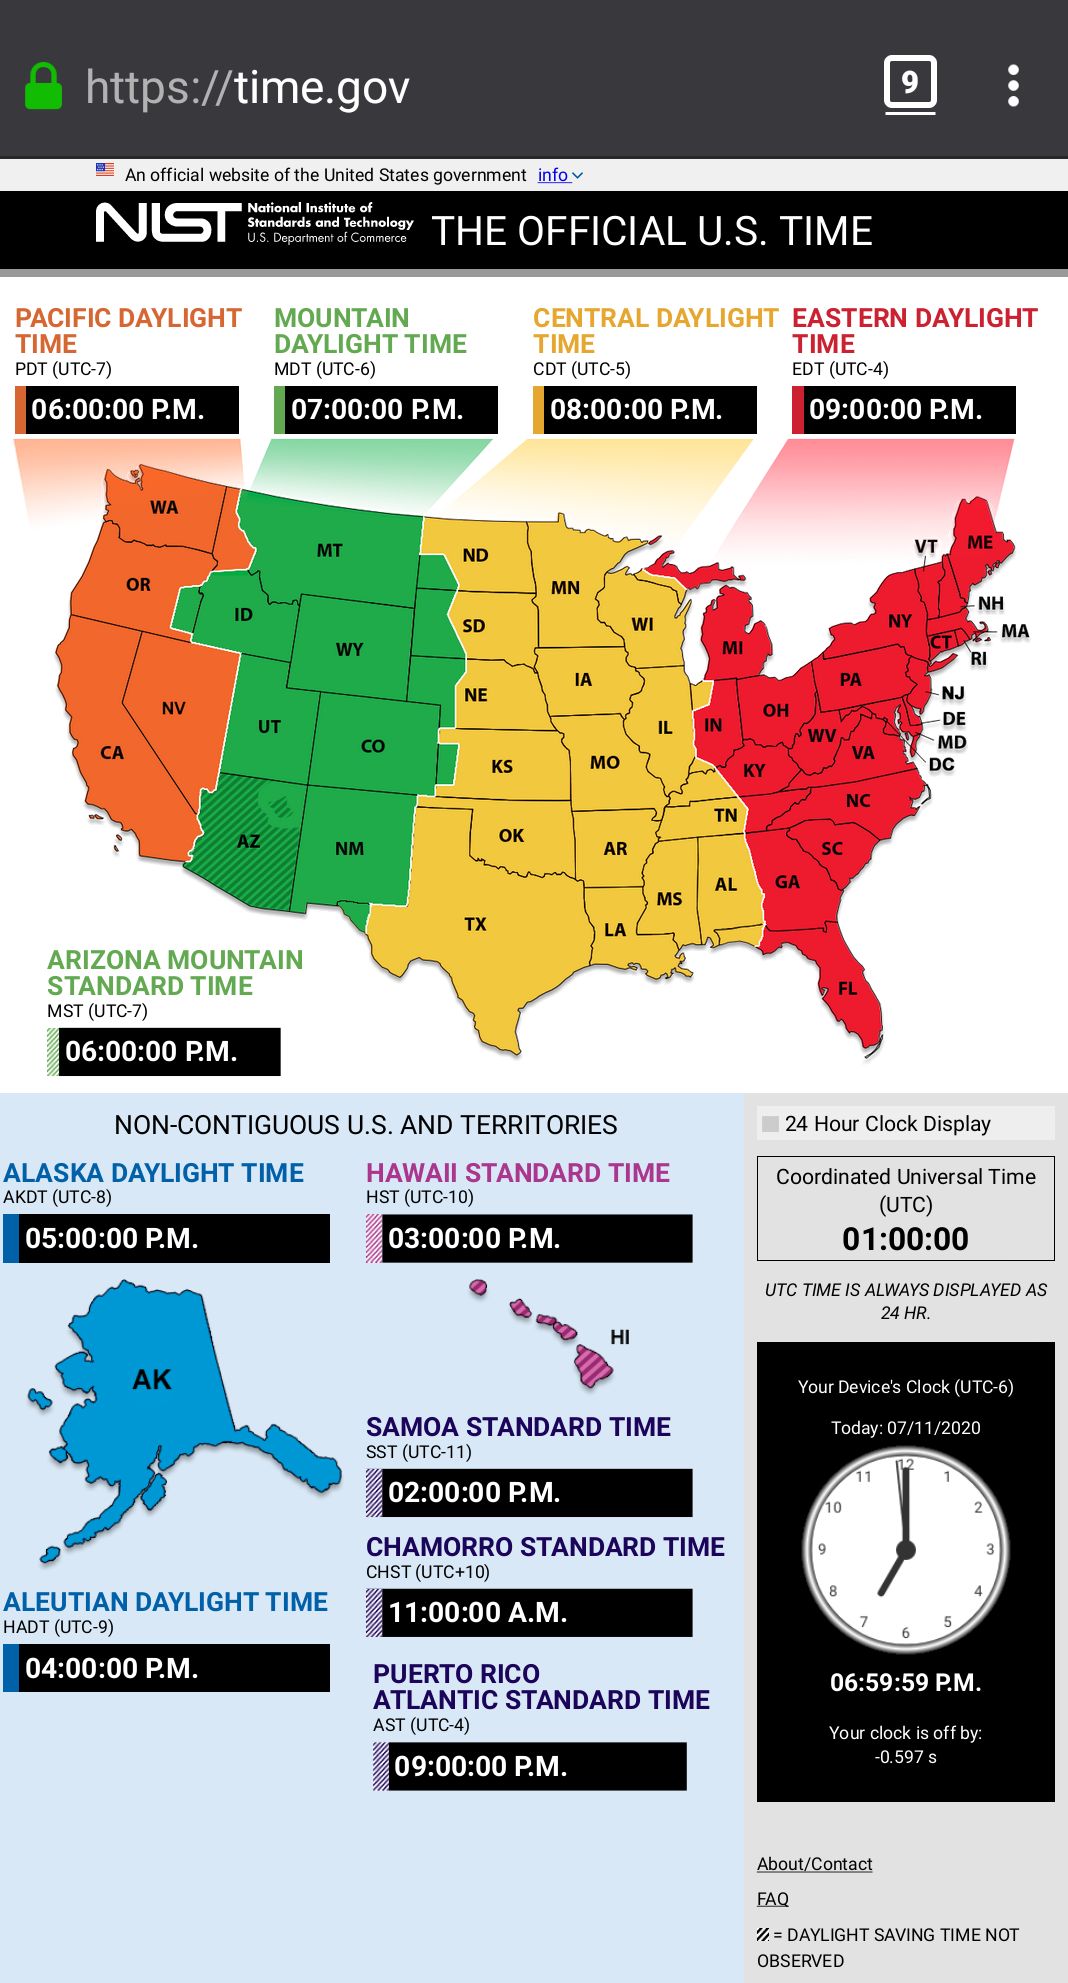 https://time.gov
9
An official website of the United States government info
NIST
National Institute of
Standards and Technology
U.S. Department of Commerce
THE OFFICIAL U.S. TIME
PACIFIC DAYLIGHT
TIME
PDT (UTC-7)
06:00:00 P.M.
MOUNTAIN
DAYLIGHT TIME
MDT (UTC-6)
07:00:00 P.M.
CENTRAL DAYLIGHT
TIME
CDT (UTC-5)
08:00:00 P.M.
EASTERN DAYLIGHT
TIME
EDT (UTC-4)
09:00:00 P.M.
WA
OR
CA
NV
ID
MT
WY
UT
CO
AZ
NM
ND
SD
NE
KS
OK
TX
MN
IA
MO
AR
LA
WI
IL
MS
AL
TN
MI
IN
OH
KY
GA
FL
SC
NC
VA
WV
PA
NY
VT
ME
NH
MA
CT
RI
NJ
DE
MD
DC
ARIZONA MOUNTAIN
STANDARD TIME
MST (UTC-7)
06:00:00 P.M.
NON-CONTIGUOUS U.S. AND TERRITORIES
ALASKA DAYLIGHT TIME
AKDT (UTC-8)
05:00:00 P.M.
AK
ALEUTIAN DAYLIGHT TIME
HADT (UTC-9)
04:00:00 P.M.
HAWAII STANDARD TIME
HST (UTC-10)
03:00:00 P.M.
HI
SAMOA STANDARD TIME
SST (UTC-11)
02:00:00 P.M.
CHAMORRO STANDARD TIME
CHST (UTC+10)
11:00:00 A.M.
PUERTO RICO
ATLANTIC STANDARD TIME
AST (UTC-4)
09:00:00 P.M.
24 Hour Clock Display
Coordinated Universal Time
(UTC)
01:00:00
UTC TIME IS ALWAYS DISPLAYED AS
24 HR.
Your Device's Clock (UTC-6)
Today: 07/11/2020
12
1
2
3
4
5
6
7
8
9
10
11
06:59:59 P.M.
Your clock is off by:
-0.597 s
About/Contact
FAQ
= DAYLIGHT SAVING TIME NOT
OBSERVED